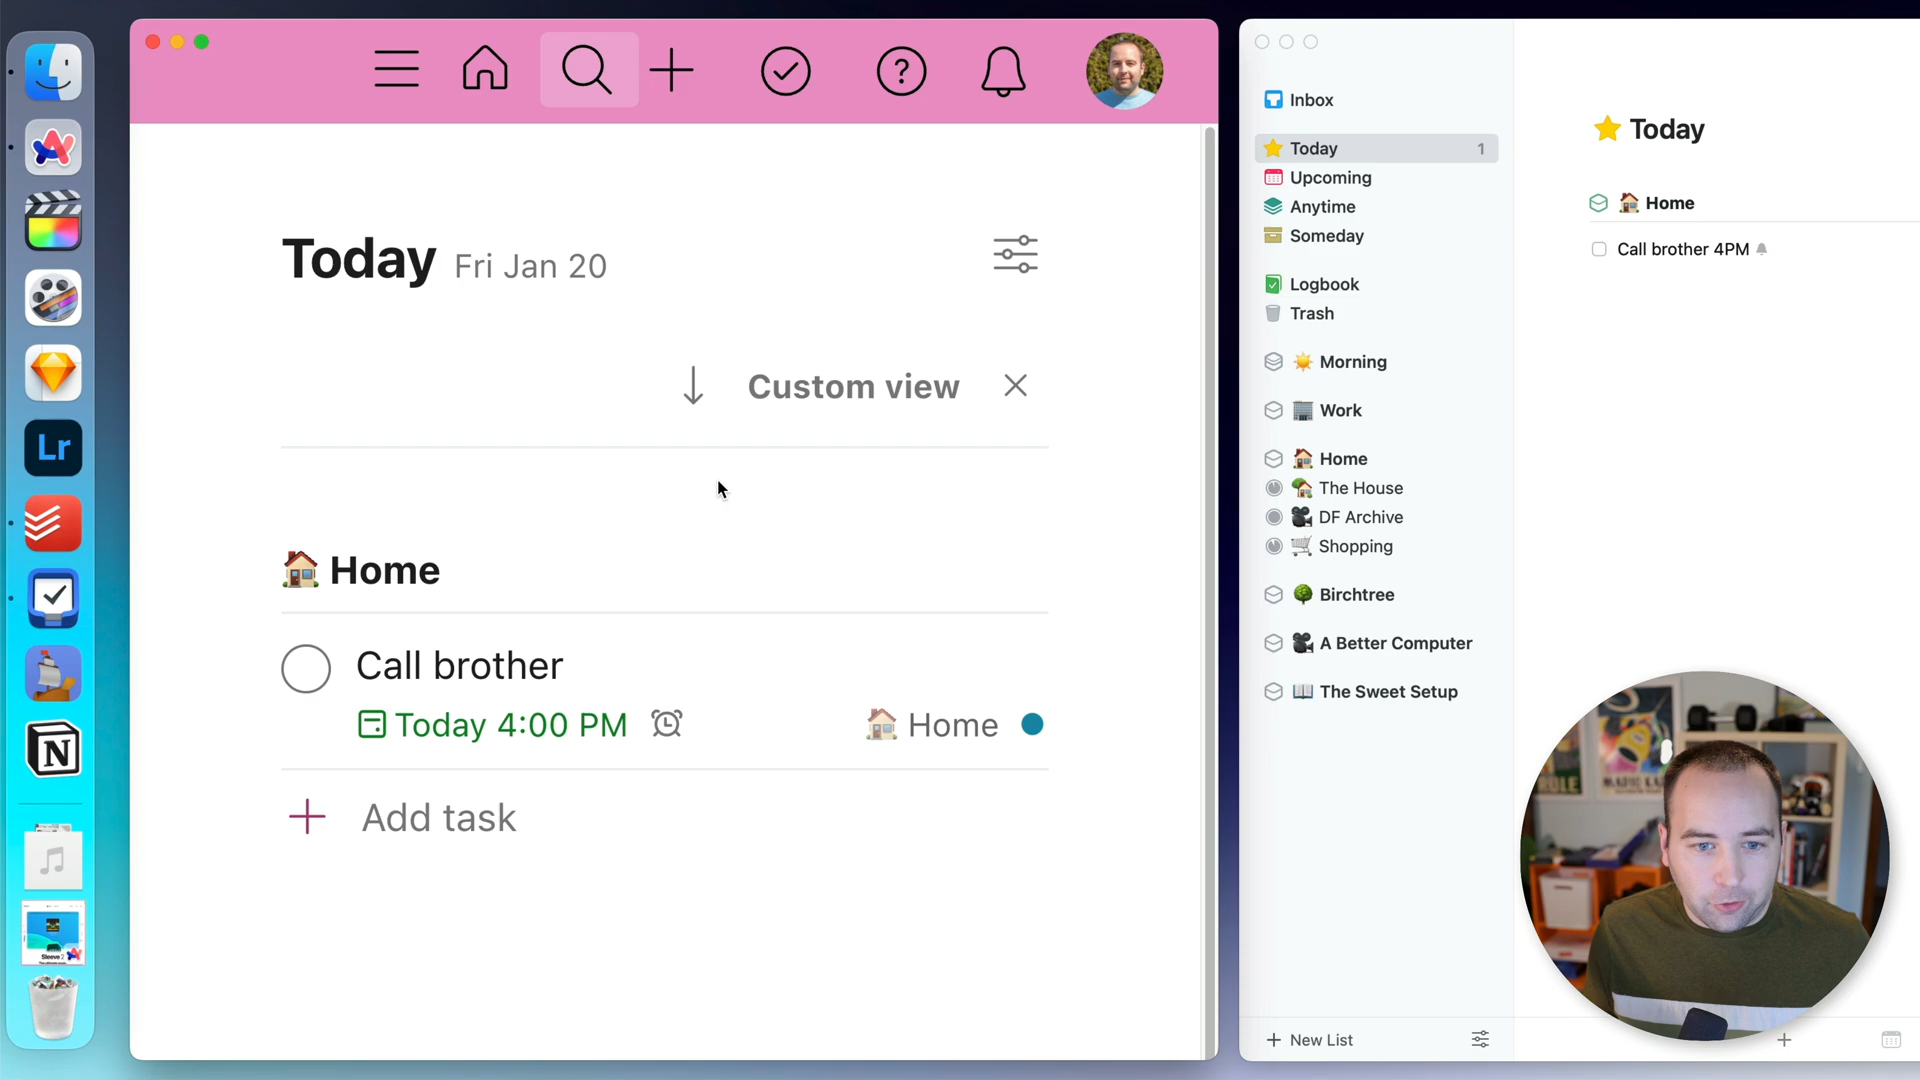 Today Fri Jan 20
Custom view
Home
Call brother
Today 4:00 PM
Home
Add task
Lr
N
Sleeve 2
Inbox
Today 1
Upcoming
Anytime
Someday
Logbook
Trash
Morning
Work
Home
The House
DF Archive
Shopping
Birchtree
A Better Computer
The Sweet Setup
New List
Today
Home
Call brother 4PM